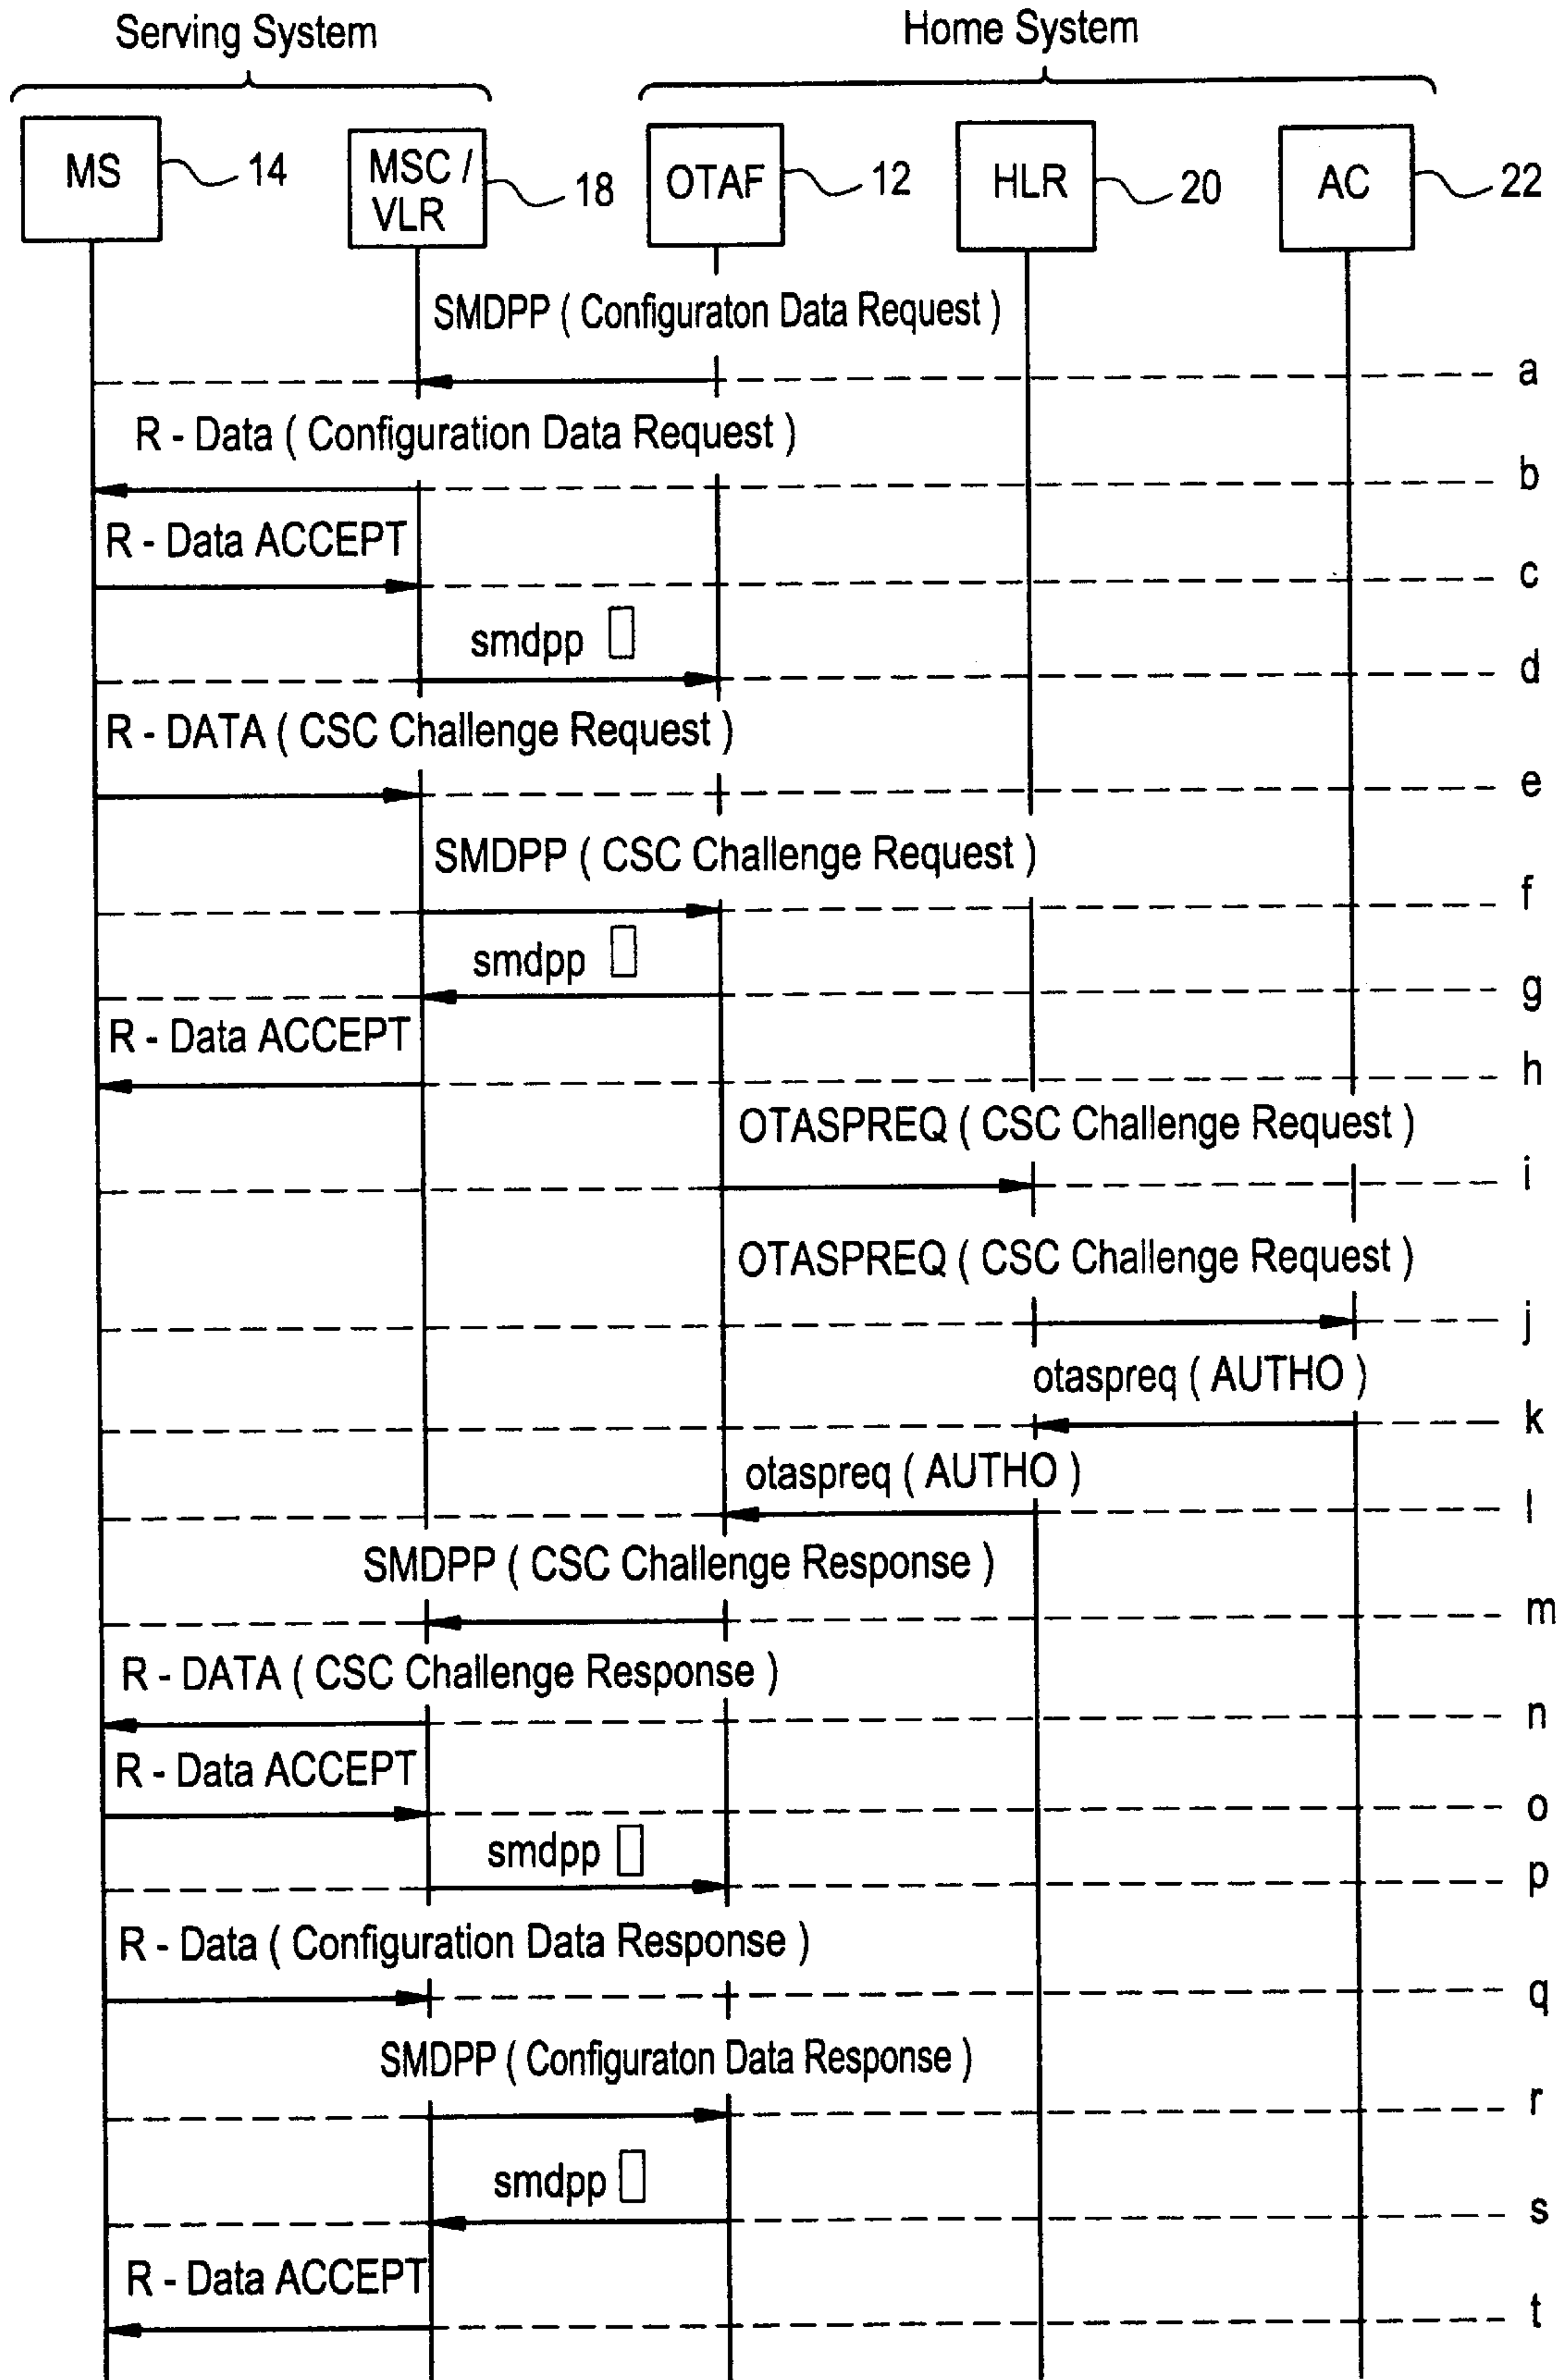 Serving System
Home System
MS
14
MSC /
VLR
18
OTAF
12
HLR
20
AC
22
SMDPP ( Configuraton Data Request )
a
R - Data ( Configuration Data Request )
b
R - Data ACCEPT
c
smdpp ▯
d
R - DATA ( CSC Challenge Request )
e
SMDPP ( CSC Challenge Request )
f
smdpp ▯
g
R - Data ACCEPT
h
OTASPREQ ( CSC Challenge Request )
i
OTASPREQ ( CSC Challenge Request )
j
otaspreq ( AUTHO )
k
otaspreq ( AUTHO )
l
SMDPP ( CSC Challenge Response )
m
R - DATA ( CSC Challenge Response )
n
R - Data ACCEPT
o
smdpp ▯
p
R - Data ( Configuration Data Response )
q
SMDPP ( Configuraton Data Response )
r
smdpp ▯
s
R - Data ACCEPT
t